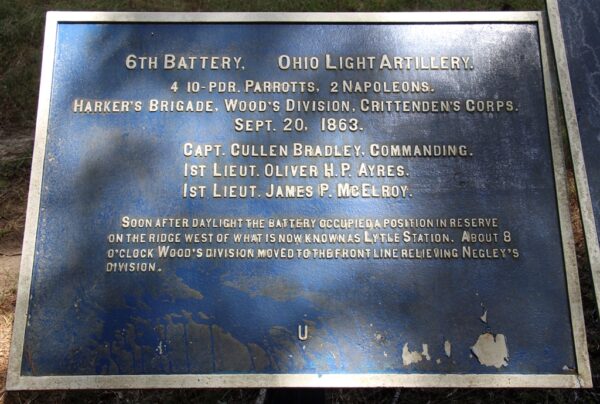 6TH BATTERY. OHIO LIGHT ARTILLERY.
4 10-PDR. PARROTTS, 2 NAPOLEONS.
HARKER'S BRIGADE, WOOD'S DIVISION, CRITTENDEN'S CORPS.
SEPT. 20, 1863.
CAPT. CULLEN BRADLEY, COMMANDING.
1ST LIEUT. OLIVER H.P. AYRES.
1ST LIEUT. JAMES P. MCELROY.
SOON AFTER DAYLIGHT THE BATTERY OCCUPIED A POSITION IN RESERVE
ON THE RIDGE WEST OF WHAT IS NOW KNOWN AS LYTLE STATION. ABOUT 8
O'CLOCK WOOD'S DIVISION MOVED TO THE FRONT LINE RELIEVING NEGLEY'S
DIVISION.
U